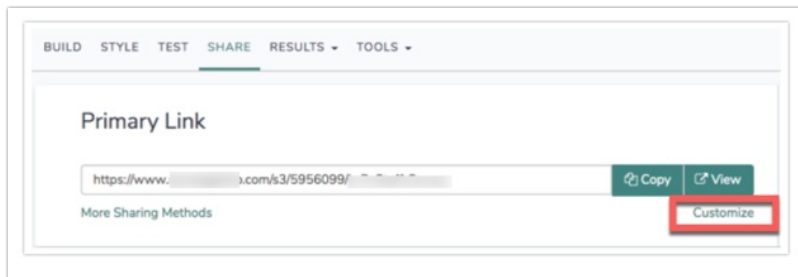 BUILD STYLE TEST SHARE RESULTS TOOLS
Primary Link
https://www. .com/s3/5956099/
Copy View
More Sharing Methods
Customize